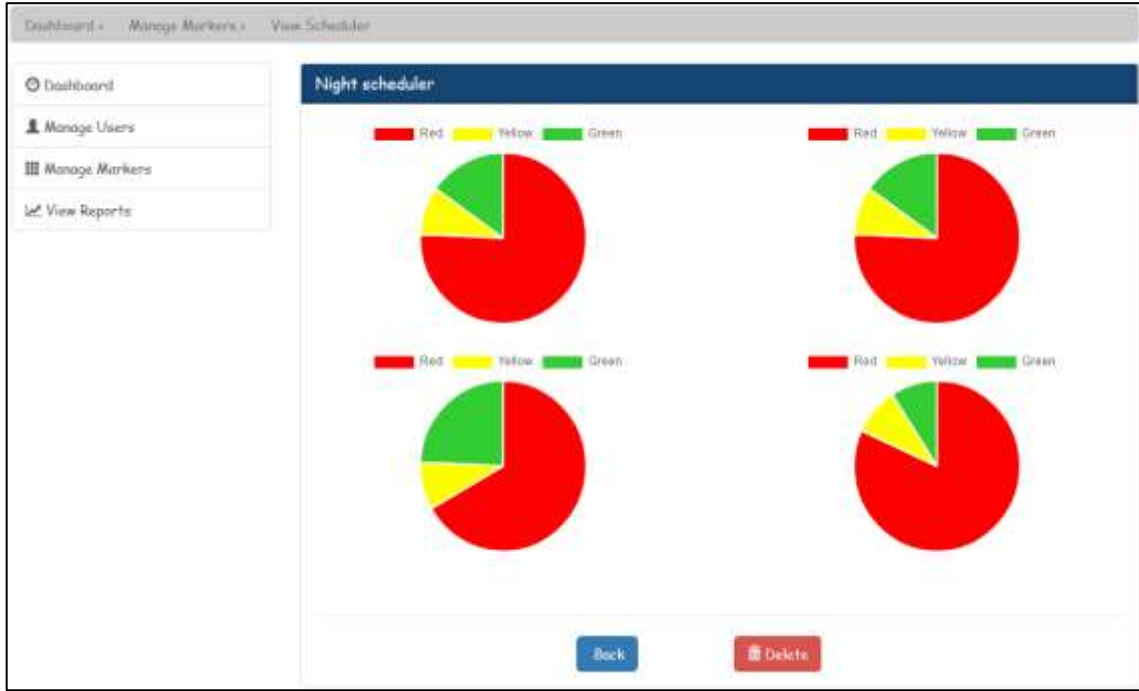 Dashboard › Manage Markers › View Scheduler
Dashboard
Manage Users
Manage Markers
View Reports
Night scheduler
Red Yellow Green
Red Yellow Green
Red Yellow Green
Red Yellow Green
Back
Delete